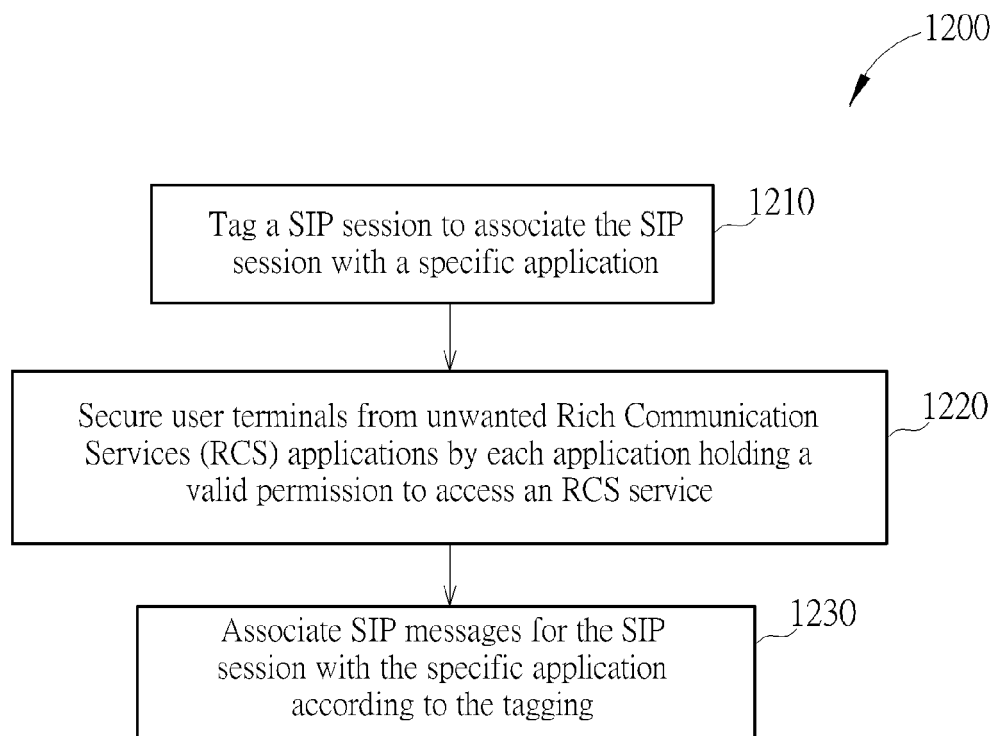 1200
1210
Tag a SIP session to associate the SIP
session with a specific application
1220
Secure user terminals from unwanted Rich Communication
Services (RCS) applications by each application holding a
valid permission to access an RCS service
1230
Associate SIP messages for the SIP
session with the specific application
according to the tagging